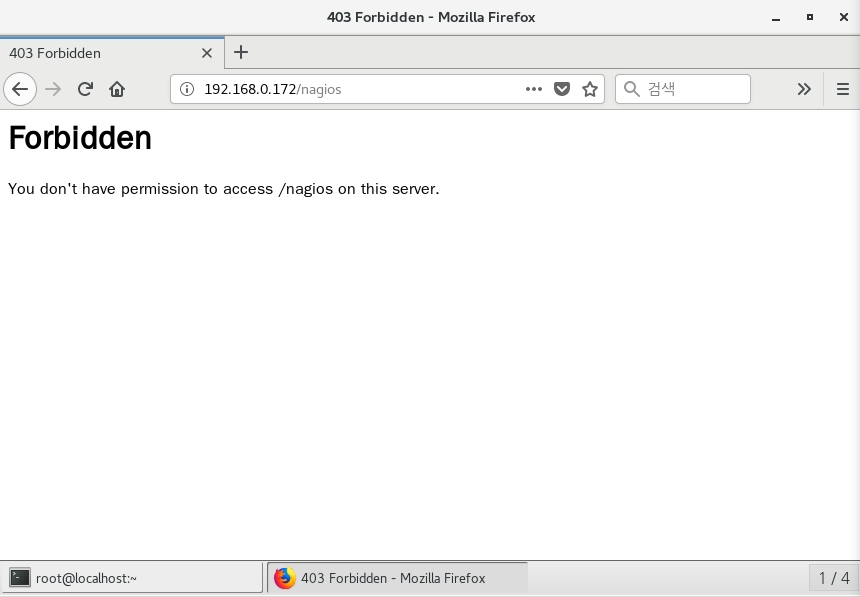 403 Forbidden - Mozilla Firefox
403 Forbidden
192.168.0.172/nagios
검색
Forbidden
You don't have permission to access /nagios on this server.
root@localhost:~
403 Forbidden - Mozilla Firefox
1 / 4